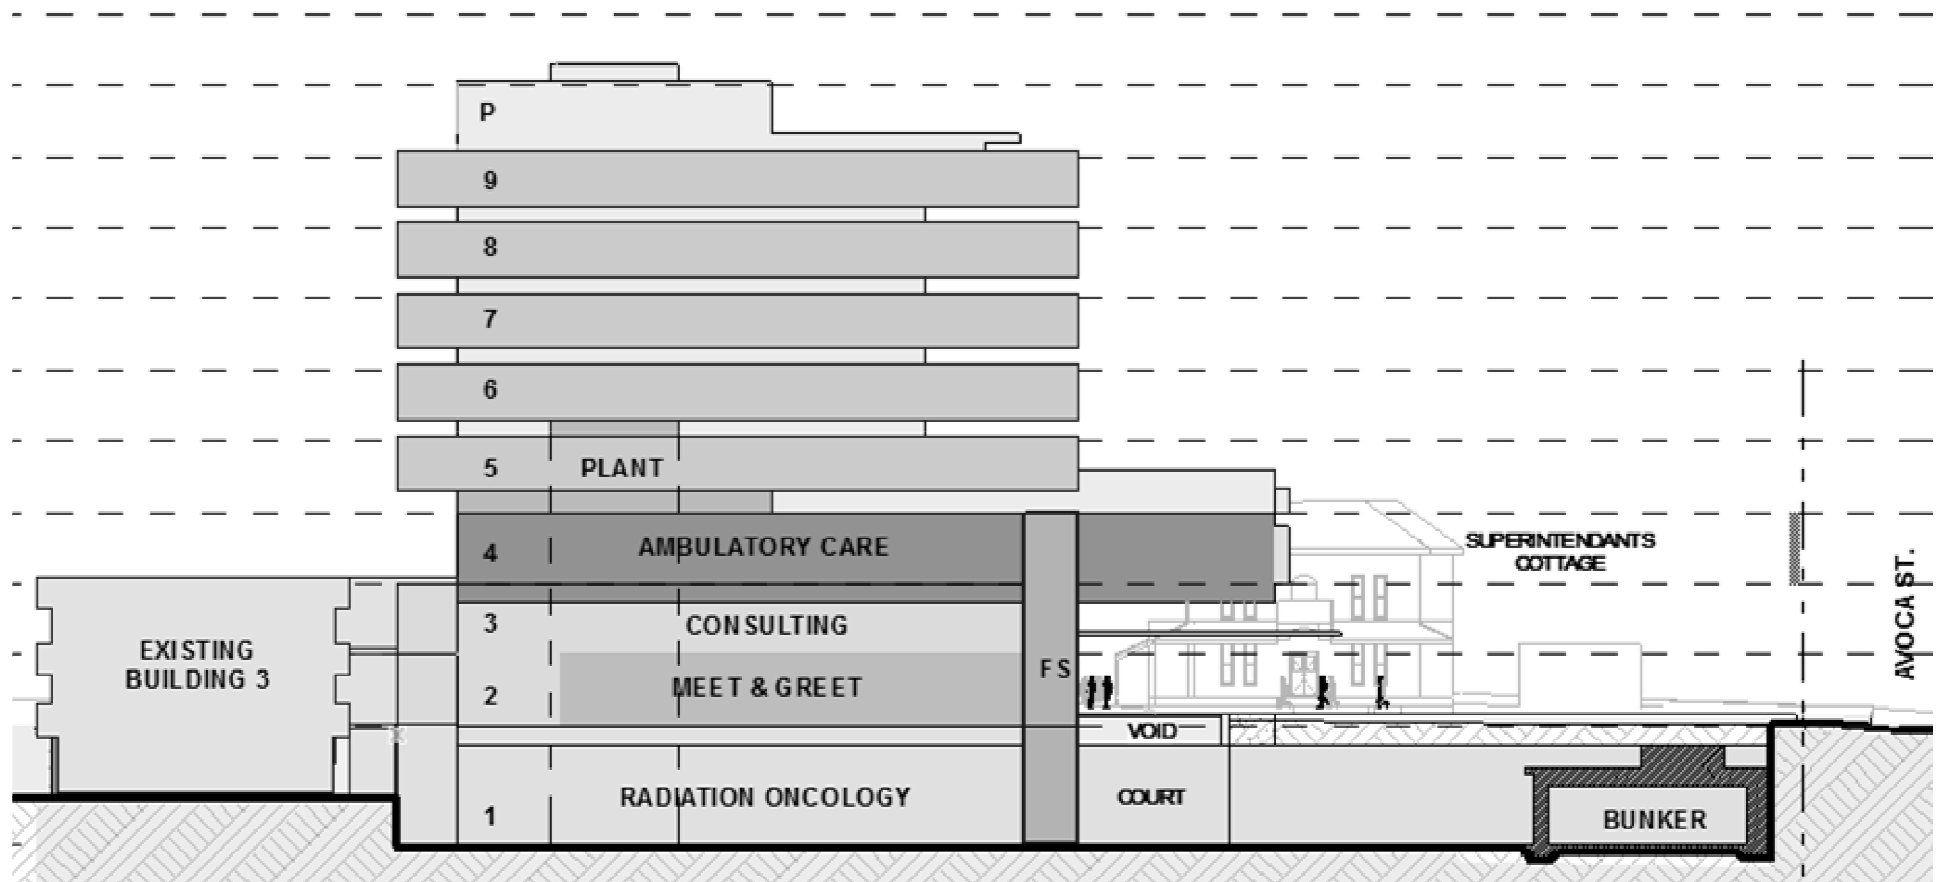 P
9
8
7
6
5 PLANT
4 AMBULATORY CARE
SUPERINTENDANTS
COTTAGE
AVOCA ST.
3 CONSULTING
EXISTING
BUILDING 3
FS
2 MEET & GREET
VOID
1 RADIATION ONCOLOGY
COURT
BUNKER